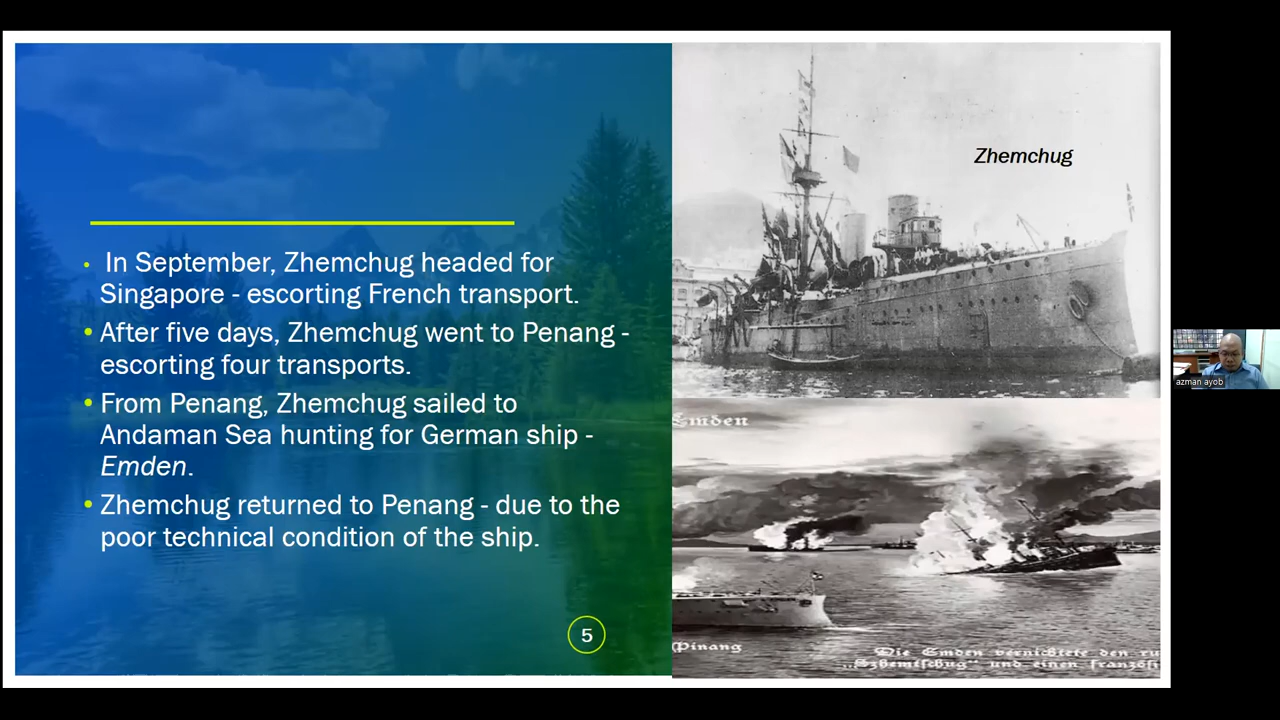 • In September, Zhemchug headed for
Singapore - escorting French transport.
• After five days, Zhemchug went to Penang -
escorting four transports.
• From Penang, Zhemchug sailed to
Andaman Sea hunting for German ship -
Emden.
• Zhemchug returned to Penang - due to the
poor technical condition of the ship.
5
Zhemchug
Emden
Pinang
Die Emden vernichtete den ru
„Szhemtschug" und einen französi
azman ayob